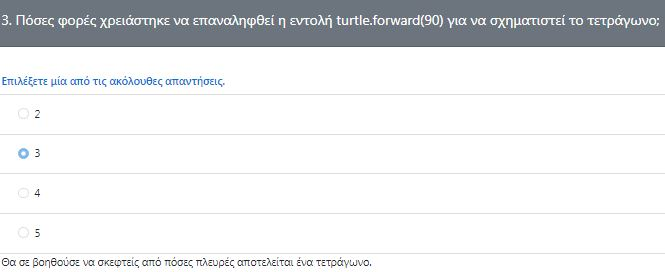 3. Πόσες φορές χρειάστηκε να επαναληφθεί η εντολή turtle.forward(90) για να σχηματιστεί το τετράγωνο;
Επιλέξετε μία από τις ακόλουθες απαντήσεις.
2
3
4
5
Θα σε βοηθούσε να σκεφτείς από πόσες πλευρές αποτελείται ένα τετράγωνο.